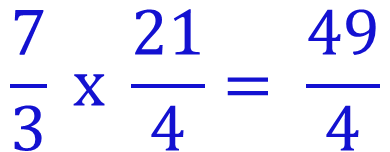 7/3 x 21/4 = 49/4